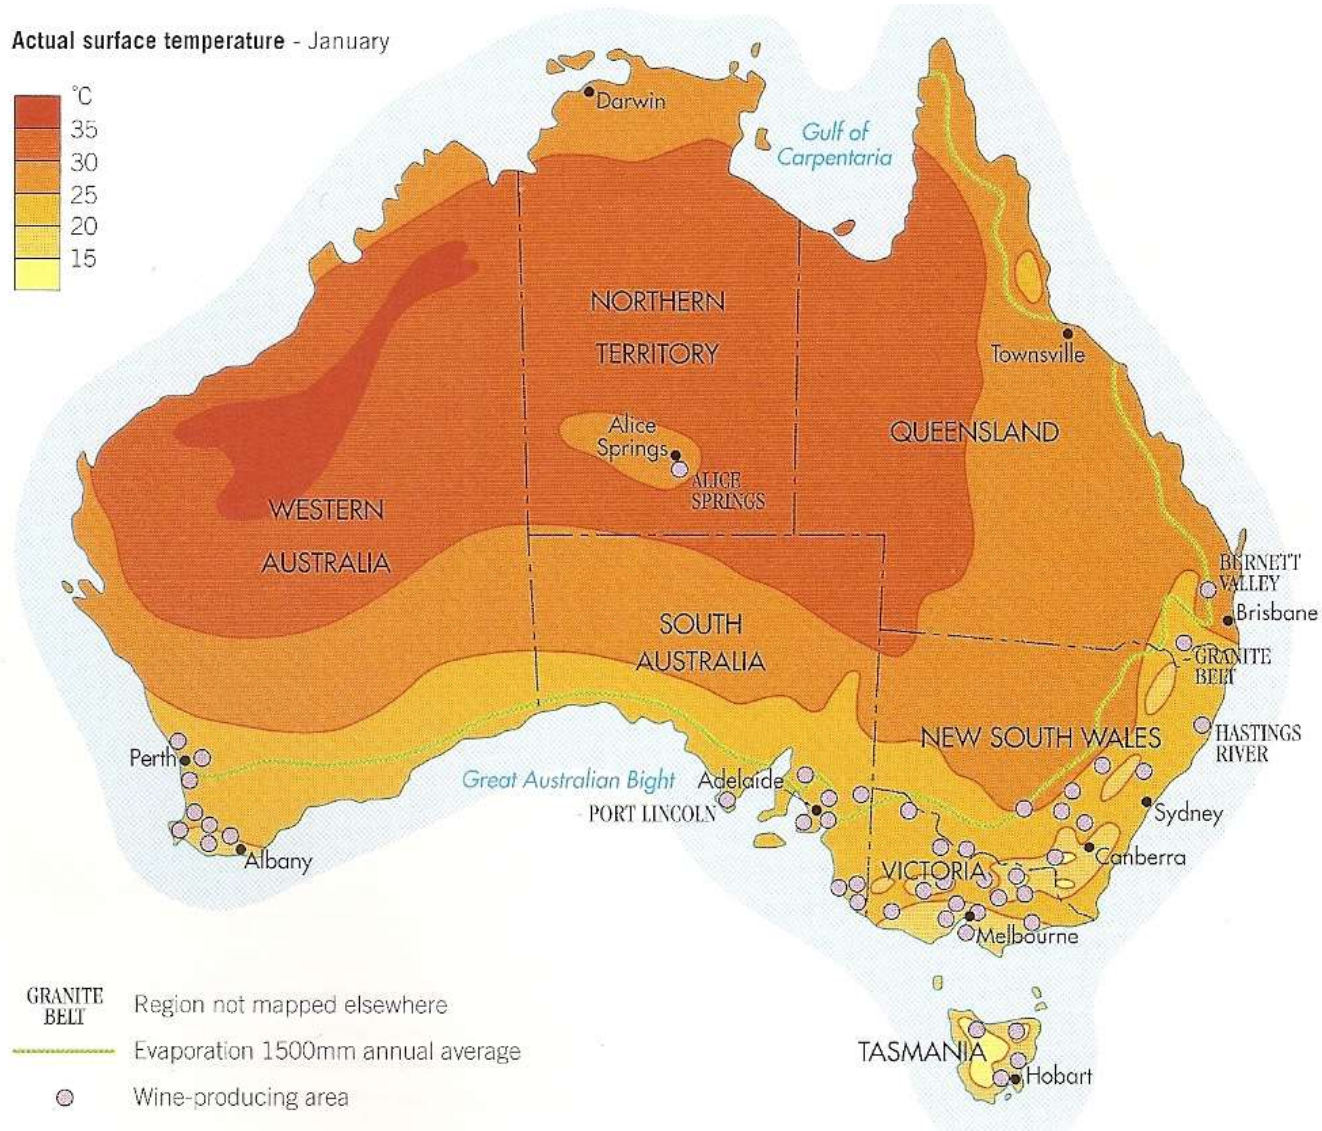 Actual surface temperature - January
°C
35
30
25
20
15
Darwin
Gulf of
Carpentaria
NORTHERN
TERRITORY
Townsville
Alice
Springs
QUEENSLAND
ALICE
SPRINGS
WESTERN
AUSTRALIA
BURNETT
VALLEY
Brisbane
SOUTH
AUSTRALIA
GRANITE
BELT
NEW SOUTH WALES
HASTINGS
RIVER
Perth
Great Australian Bight
Adelaide
PORT LINCOLN
Sydney
Albany
VICTORIA
Canberra
Melbourne
GRANITE
BELT
Region not mapped elsewhere
Evaporation 1500mm annual average
TASMANIA
Hobart
Wine-producing area